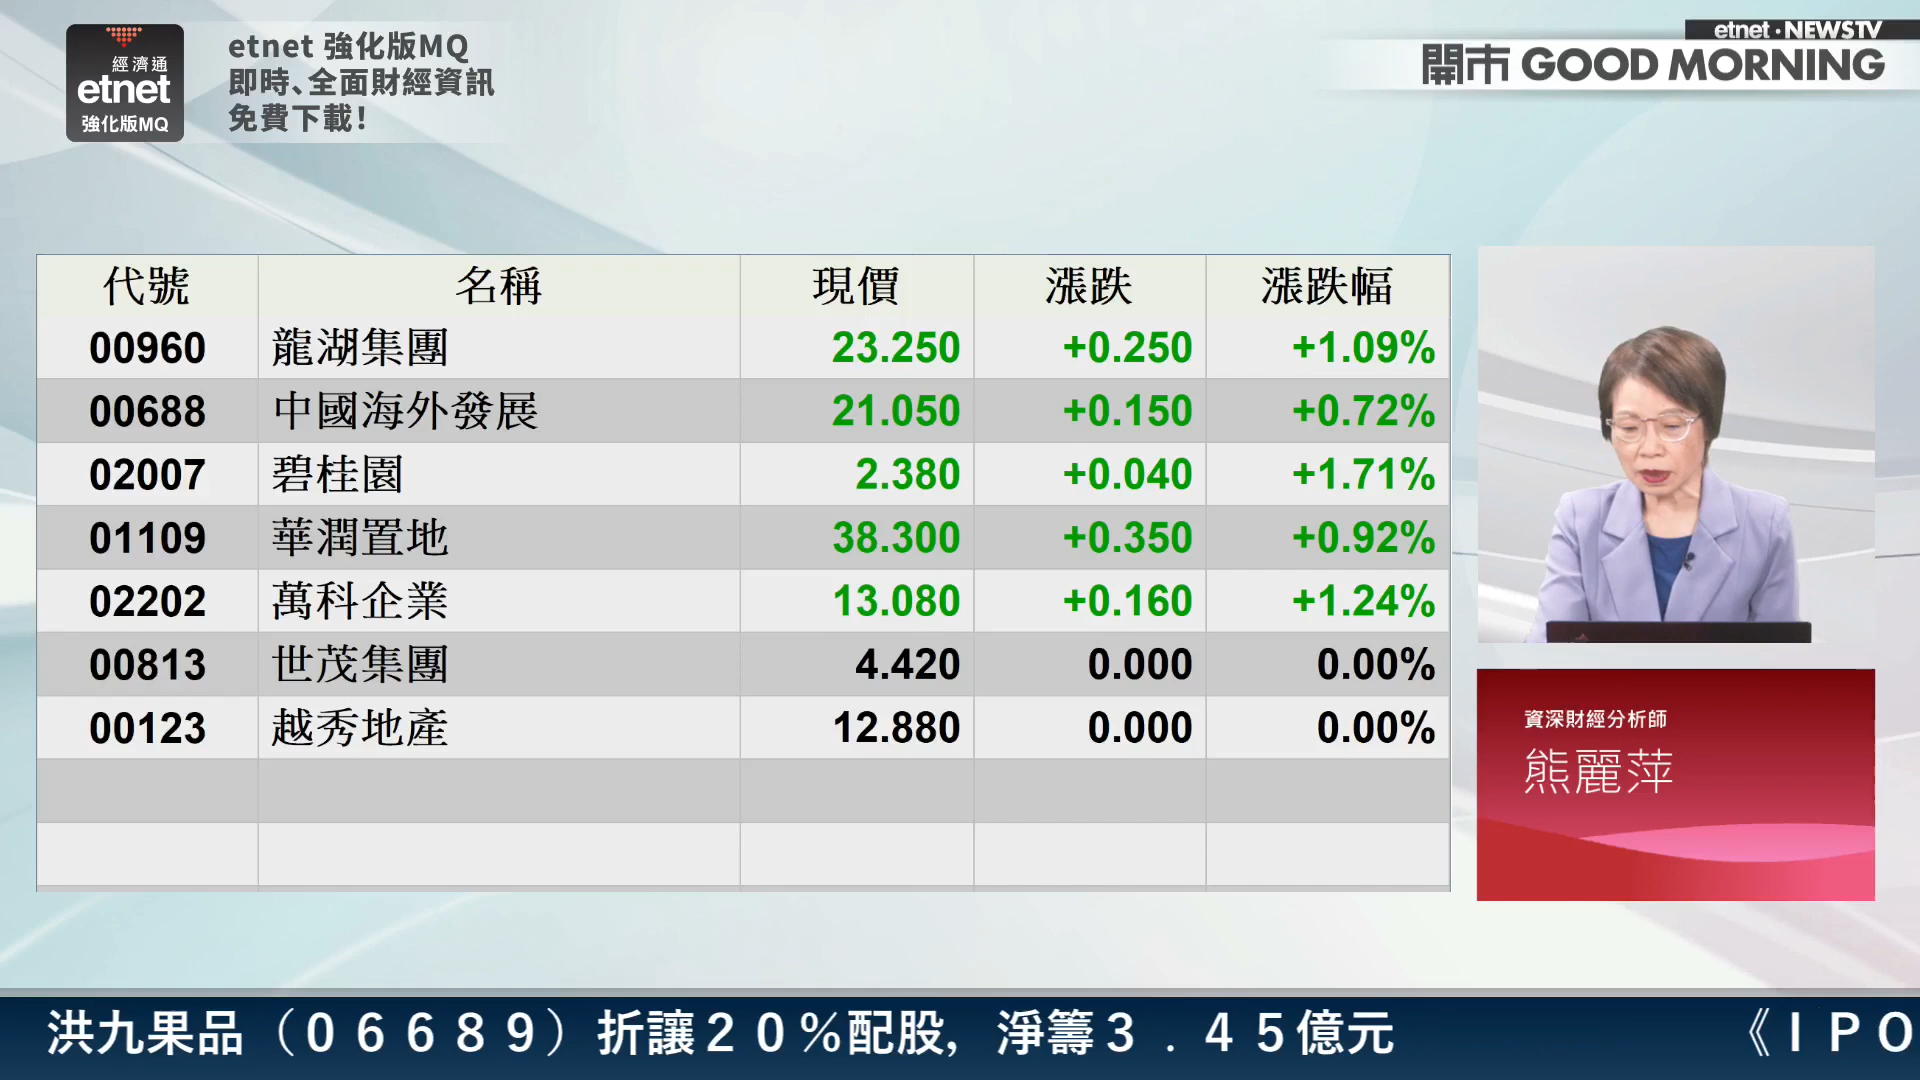 經濟通
etnet
強化版MQ
etnet 強化版MQ
即時、全面財經資訊
免費下載！
etnet·NEWSTV
開市 GOOD MORNING
代號 名稱 現價 漲跌 漲跌幅
00960 龍湖集團 23.250 +0.250 +1.09%
00688 中國海外發展 21.050 +0.150 +0.72%
02007 碧桂園 2.380 +0.040 +1.71%
01109 華潤置地 38.300 +0.350 +0.92%
02202 萬科企業 13.080 +0.160 +1.24%
00813 世茂集團 4.420 0.000 0.00%
00123 越秀地產 12.880 0.000 0.00%
資深財經分析師
熊麗萍
洪九果品（０６６８９）折讓２０％配股，淨籌３．４５億元 《ＩＰＯ